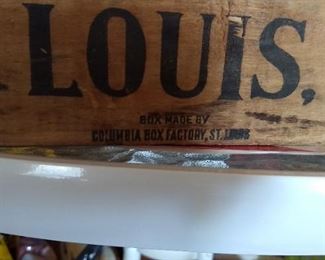 LOUIS,
BOX MADE BY
COLUMBIA BOX FACTORY, ST. LOUIS